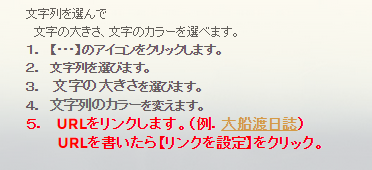 文字列を選んで
文字の大きさ、文字のカラーを選べます。
1. 【・・・】のアイコンをクリックします。
2. 文字列を選びます。
3. 文字の大きさを選びます。
4. 文字列のカラーを変えます。
5. URLをリンクします。（例. 大船渡日誌）
URLを書いたら【リンクを設定】をクリック。